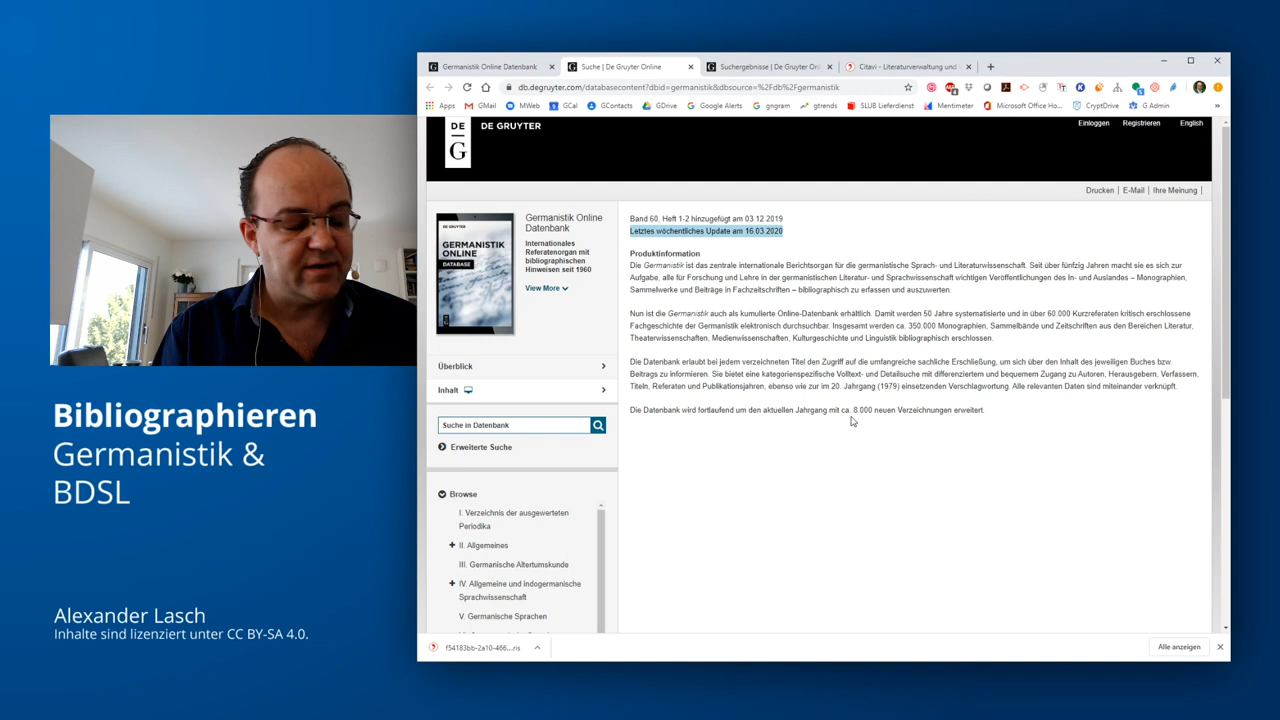 Germanistik Online Datenbank
Suche | De Gruyter Online
Suchergebnisse | De Gruyter Onl
Citavi – Literaturverwaltung und
db.degruyter.com/databasecontent?dbid=germanistik&dbsource=%2Fdb%2Fgermanistik
Apps GMail MWeb GCal GContacts GDrive Google Alerts gngram gtrends SLUB Lieferdienst Mentimeter Microsoft Office Ho... CryptDrive G Admin »
DE
G
DE GRUYTER
Einloggen Registrieren English
Drucken | E-Mail | Ihre Meinung |
DE GRUYTER
GERMANISTIK
ONLINE
DATABASE
Germanistik Online
Datenbank
Internationales
Referatenorgan mit
bibliographischen
Hinweisen seit 1960
View More
Überblick
Inhalt
Suche in Datenbank
Erweiterte Suche
Browse
I. Verzeichnis der ausgewerteten
Periodika
II. Allgemeines
III. Germanische Altertumskunde
IV. Allgemeine und indogermanische
Sprachwissenschaft
V. Germanische Sprachen
Band 60, Heft 1-2 hinzugefügt am 03.12.2019
Letztes wöchentliches Update am 16.03.2020
Produktinformation
Die Germanistik ist das zentrale internationale Berichtsorgan für die germanistische Sprach- und Literaturwissenschaft. Seit über fünfzig Jahren macht sie es sich zur
Aufgabe, alle für Forschung und Lehre in der germanistischen Literatur- und Sprachwissenschaft wichtigen Veröffentlichungen des In- und Auslandes – Monographien,
Sammelwerke und Beiträge in Fachzeitschriften – bibliographisch zu erfassen und auszuwerten.
Nun ist die Germanistik auch als kumulierte Online-Datenbank erhältlich. Damit werden 50 Jahre systematisierte und in über 60.000 Kurzreferaten kritisch erschlossene
Fachgeschichte der Germanistik elektronisch durchsuchbar. Insgesamt werden ca. 350.000 Monographien, Sammelbände und Zeitschriften aus den Bereichen Literatur,
Theaterwissenschaften, Medienwissenschaften, Kulturgeschichte und Linguistik bibliographisch erschlossen.
Die Datenbank erlaubt bei jedem verzeichneten Titel den Zugriff auf die umfangreiche sachliche Erschließung, um sich über den Inhalt des jeweiligen Buches bzw.
Beitrags zu informieren. Sie bietet eine kategorienspezifische Volltext- und Detailsuche mit differenziertem und bequemem Zugang zu Autoren, Herausgebern, Verfassern,
Titeln, Referaten und Publikationsjahren, ebenso wie zur im 20. Jahrgang (1979) einsetzenden Verschlagwortung. Alle relevanten Daten sind miteinander verknüpft.
Die Datenbank wird fortlaufend um den aktuellen Jahrgang mit ca. 8.000 neuen Verzeichnungen erweitert.
f54183bb-2a10-466....ris
Alle anzeigen
Bibliographieren
Germanistik &
BDSL
Alexander Lasch
Inhalte sind lizenziert unter CC BY-SA 4.0.